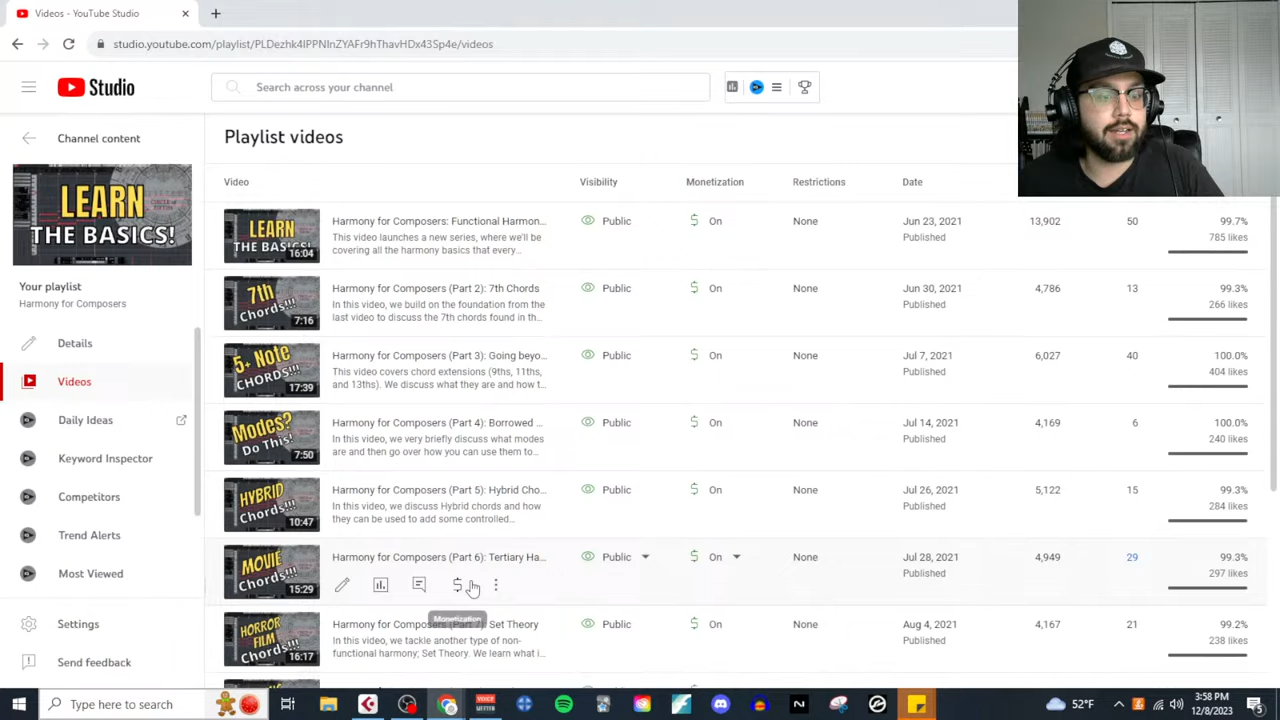 Videos - YouTube Studio
studio.youtube.com/playlist/PLDezhk4lPPNInZYAFr9hThavHDx43Sp4e/videos
Studio
Search across your channel
Channel content
LEARN
THE BASICS!
Your playlist
Harmony for Composers
Details
Videos
Daily Ideas
Keyword Inspector
Competitors
Trend Alerts
Most Viewed
Settings
Send feedback
Playlist videos
Video Visibility Monetization Restrictions Date
LEARN
THE BASICS!
16:04
Harmony for Composers: Functional Harmon... Public On None Jun 23, 2021 13,902 50 99.7%
This video launches a new series, where we'll be Published 785 likes
covering all the harmony basics that every...
7th
Chords!!!
7:16
Harmony for Composers (Part 2): 7th Chords Public On None Jun 30, 2021 4,786 13 99.3%
In this video, we build on the foundation from the Published 266 likes
last video to discuss the 7th chords found in th...
5+ Note
CHORDS!!!
17:39
Harmony for Composers (Part 3): Going beyo... Public On None Jul 7, 2021 6,027 40 100.0%
This video covers chord extensions (9ths, 11ths, Published 404 likes
and 13ths). We discuss what they are and how t...
Modes?
Do This!
7:50
Harmony for Composers (Part 4): Borrowed ... Public On None Jul 14, 2021 4,169 6 100.0%
In this video, we very briefly discuss what modes Published 240 likes
are and then go over how you can use them to...
HYBRID
Chords!!!
10:47
Harmony for Composers (Part 5): Hybrid Cho... Public On None Jul 26, 2021 5,122 15 99.3%
In this video we discuss Hybrid chords and how Published 284 likes
they can be used to add some controlled...
MOVIE
Chords!!!
15:29
Harmony for Composers (Part 6): Tertiary Ha... Public On None Jul 28, 2021 4,949 29 99.3%
Published 297 likes
Monetization
HORROR
FILM
Chords!!!
16:17
Harmony for Composers (Part 7): Set Theory Public On None Aug 4, 2021 4,167 21 99.2%
In this video, we tackle another type of non- Published 238 likes
functional harmony; Set Theory. We learn what i...
Type here to search
52°F
3:58 PM
12/8/2023